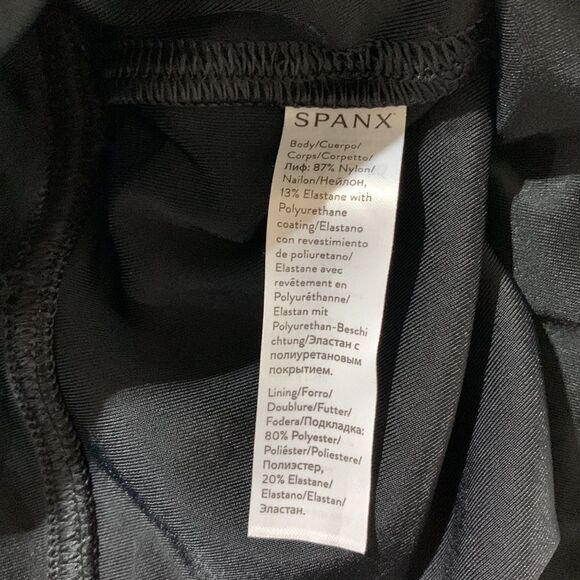 SPANX
Body/Cuerpo/
Corps/Corpetto/
Лиф: 87% Nylon/
Nailon/Нейлон,
13% Elastane with
Polyurethane
coating/Elastano
con revestimiento
de poliuretano/
Elastane avec
revêtement en
Polyuréthanne/
Elastan mit
Polyurethan-Beschi
chtung/Эластан с
полиуретановым
покрытием.
Lining/Forro/
Doublure/Futter/
Fodera/Подкладка:
80% Polyester/
Poliéster/Poliestere/
Полиэстер,
20% Elastane/
Elastano/Elastan/
Эластан.